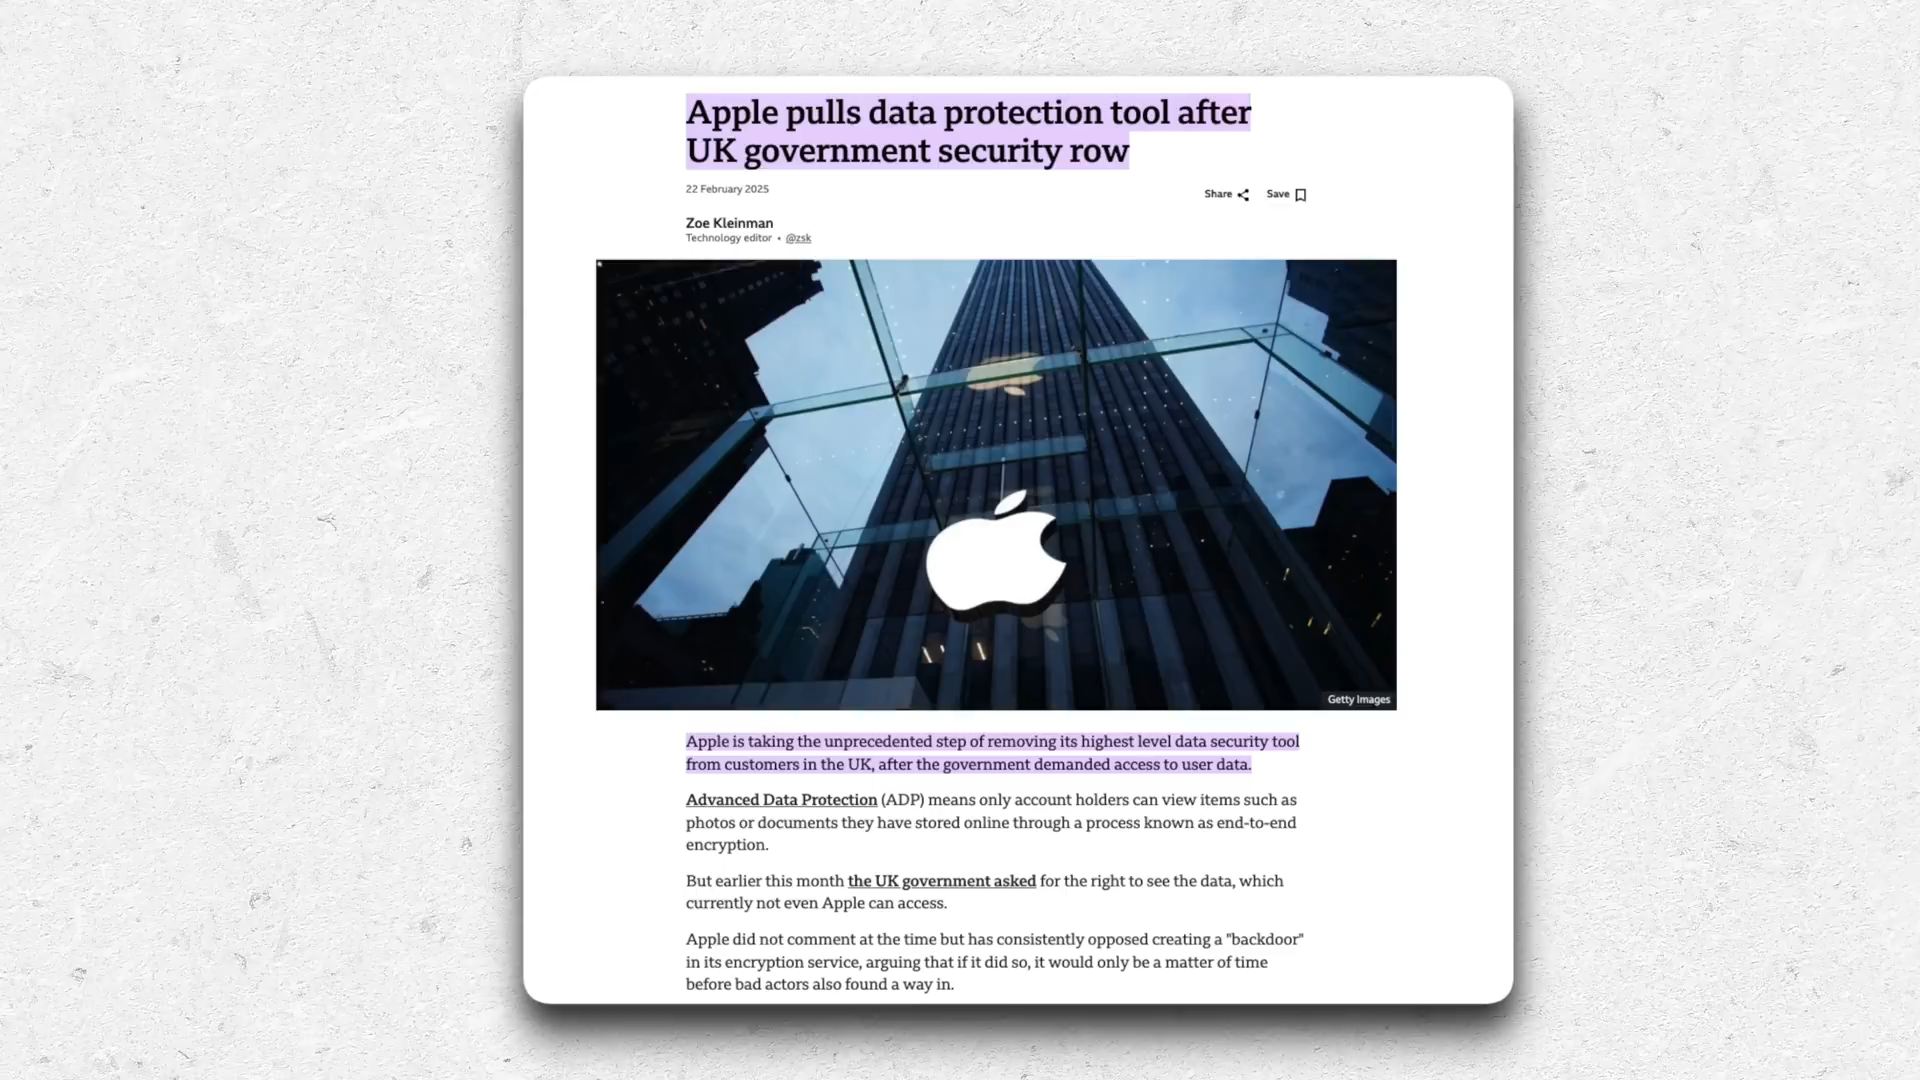 Apple pulls data protection tool after
UK government security row
22 February 2025
Share
Save
Zoe Kleinman
Technology editor • @zsk
Getty Images
Apple is taking the unprecedented step of removing its highest level data security tool
from customers in the UK, after the government demanded access to user data.
Advanced Data Protection (ADP) means only account holders can view items such as
photos or documents they have stored online through a process known as end-to-end
encryption.
But earlier this month the UK government asked for the right to see the data, which
currently not even Apple can access.
Apple did not comment at the time but has consistently opposed creating a "backdoor"
in its encryption service, arguing that if it did so, it would only be a matter of time
before bad actors also found a way in.